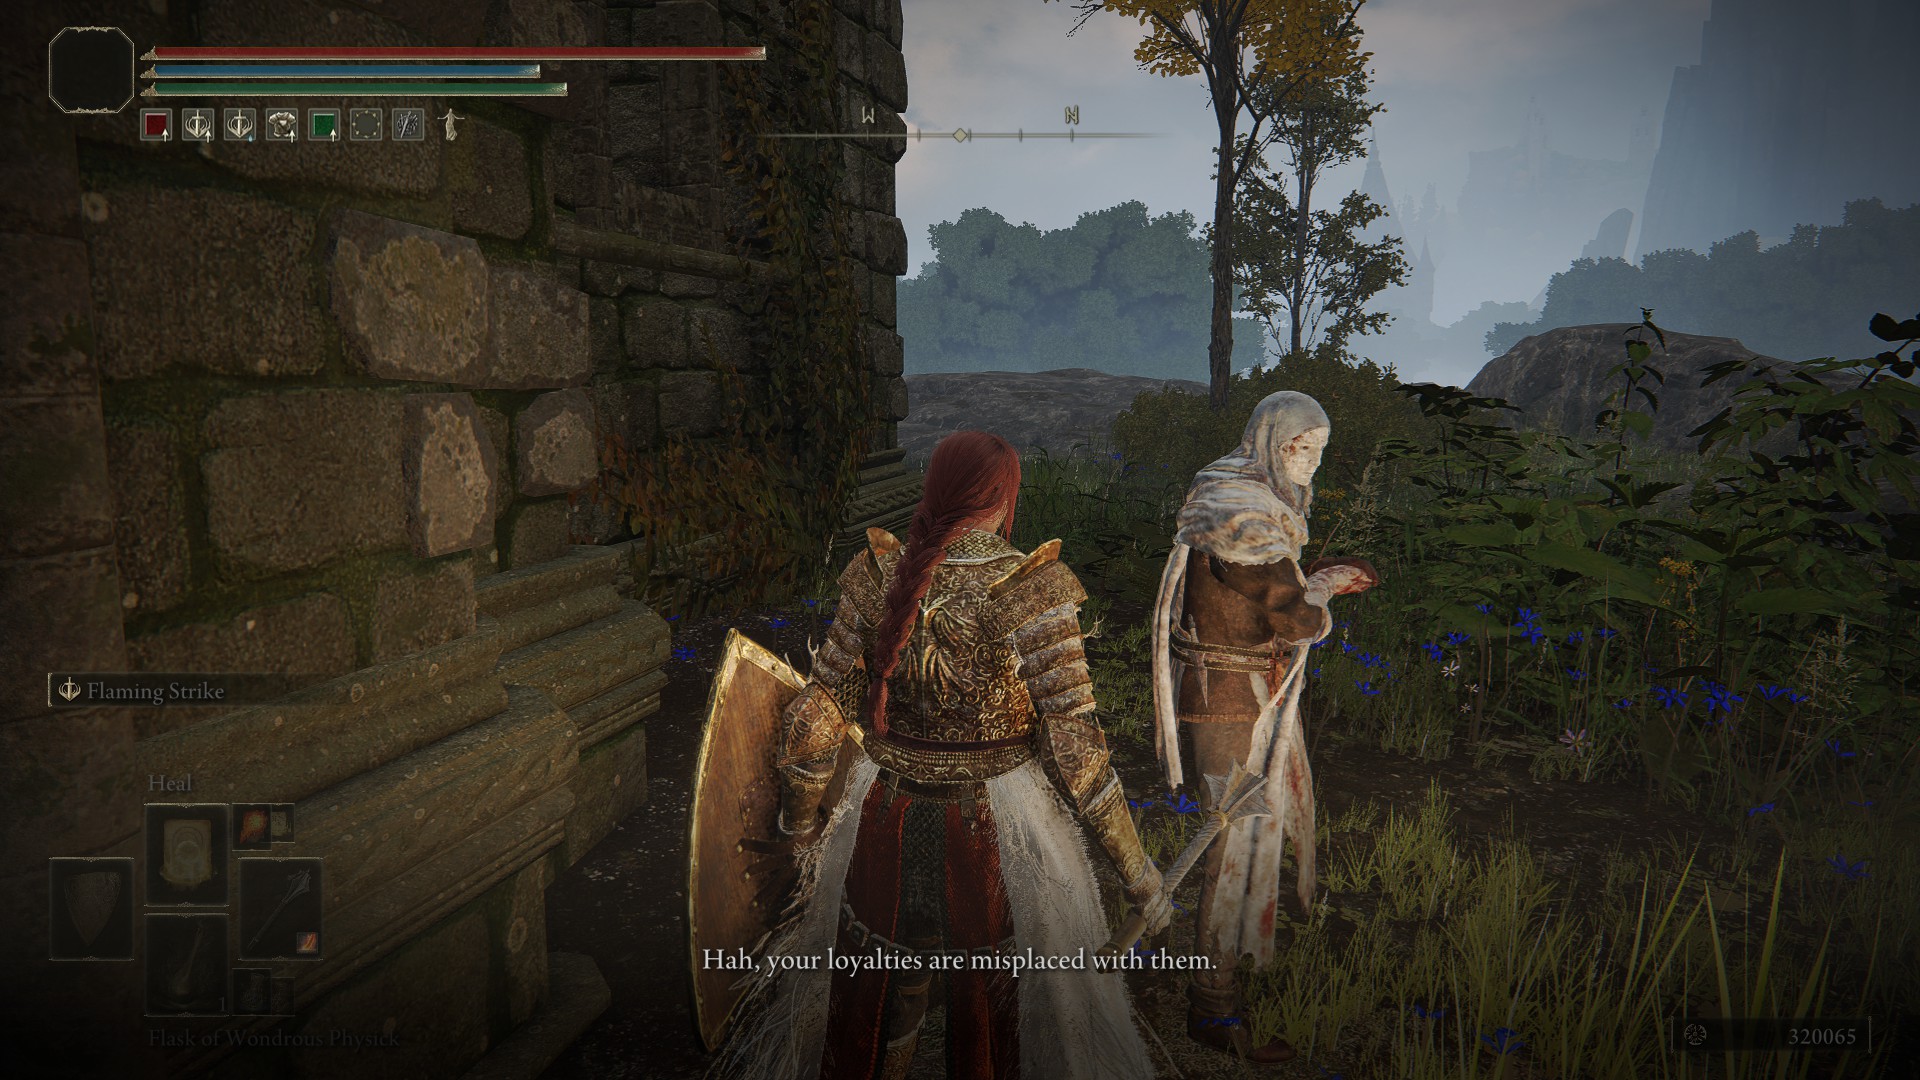 W N
Flaming Strike
Heal
1
Flask of Wondrous Physick
Hah, your loyalties are misplaced with them.
320065